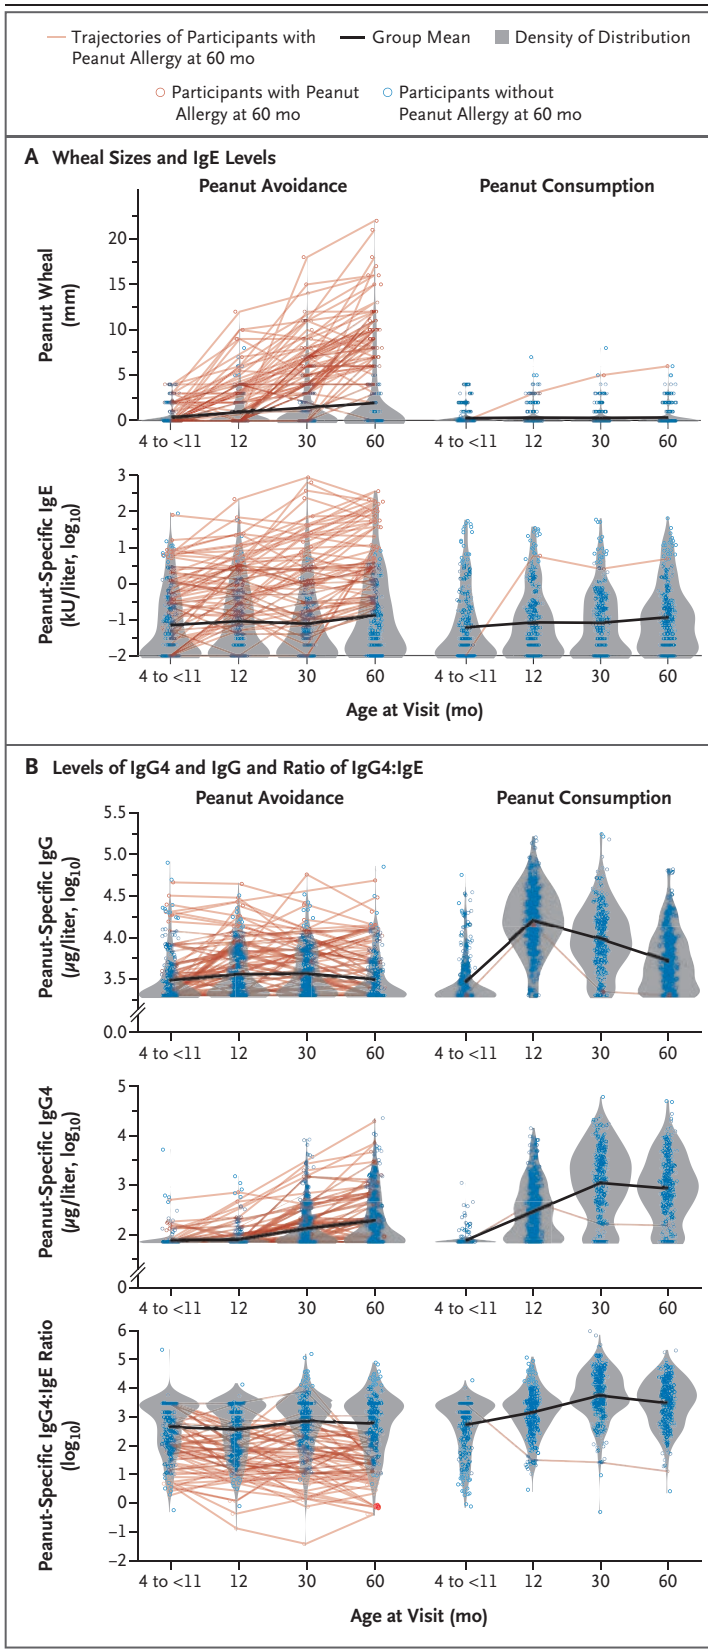 Trajectories of Participants with Peanut Allergy at 60 mo
Group Mean
Density of Distribution
Participants with Peanut Allergy at 60 mo
Participants without Peanut Allergy at 60 mo
A Wheal Sizes and IgE Levels
Peanut Avoidance
Peanut Consumption
Peanut Wheal (mm)
20
15
10
5
0
4 to <11 12 30 60
4 to <11 12 30 60
Peanut-Specific IgE (kU/liter, log10)
3
2
1
0
–1
–2
4 to <11 12 30 60
4 to <11 12 30 60
Age at Visit (mo)
B Levels of IgG4 and IgG and Ratio of IgG4:IgE
Peanut Avoidance
Peanut Consumption
Peanut-Specific IgG (µg/liter, log10)
5.5
5.0
4.5
4.0
3.5
0.0
4 to <11 12 30 60
4 to <11 12 30 60
Peanut-Specific IgG4 (µg/liter, log10)
5
4
3
2
0
4 to <11 12 30 60
4 to <11 12 30 60
Peanut-Specific IgG4:IgE Ratio (log10)
6
5
4
3
2
1
0
–1
–2
4 to <11 12 30 60
4 to <11 12 30 60
Age at Visit (mo)